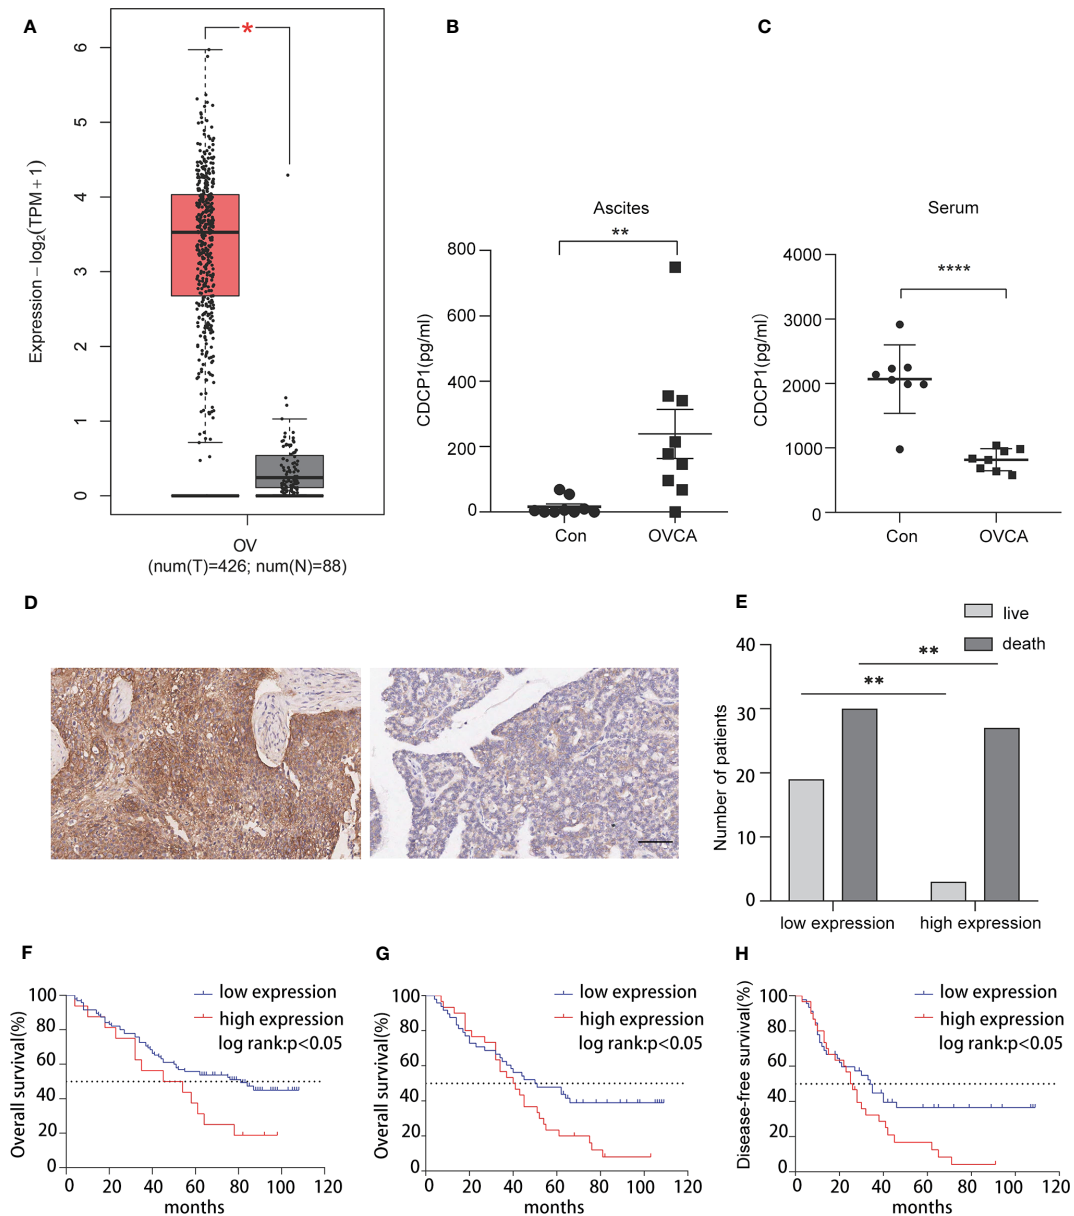 A
*
6
5
4
3
2
1
0
Expression – log2(TPM + 1)
OV
(num(T)=426; num(N)=88)
B
Ascites
**
800
600
400
200
0
CDCP1(pg/ml)
Con
OVCA
C
Serum
****
4000
3000
2000
1000
0
CDCP1(pg/ml)
Con
OVCA
D
E
live
death
**
**
40
30
20
10
0
Number of patients
low expression
high expression
F
100
80
60
40
20
0
Overall survival(%)
low expression
high expression
log rank:p<0.05
0 20 40 60 80 100 120
months
G
100
80
60
40
20
0
Overall survival(%)
low expression
high expression
log rank:p<0.05
0 20 40 60 80 100 120
months
H
100
80
60
40
20
0
Disease-free survival(%)
low expression
high expression
log rank:p<0.05
0 20 40 60 80 100 120
months